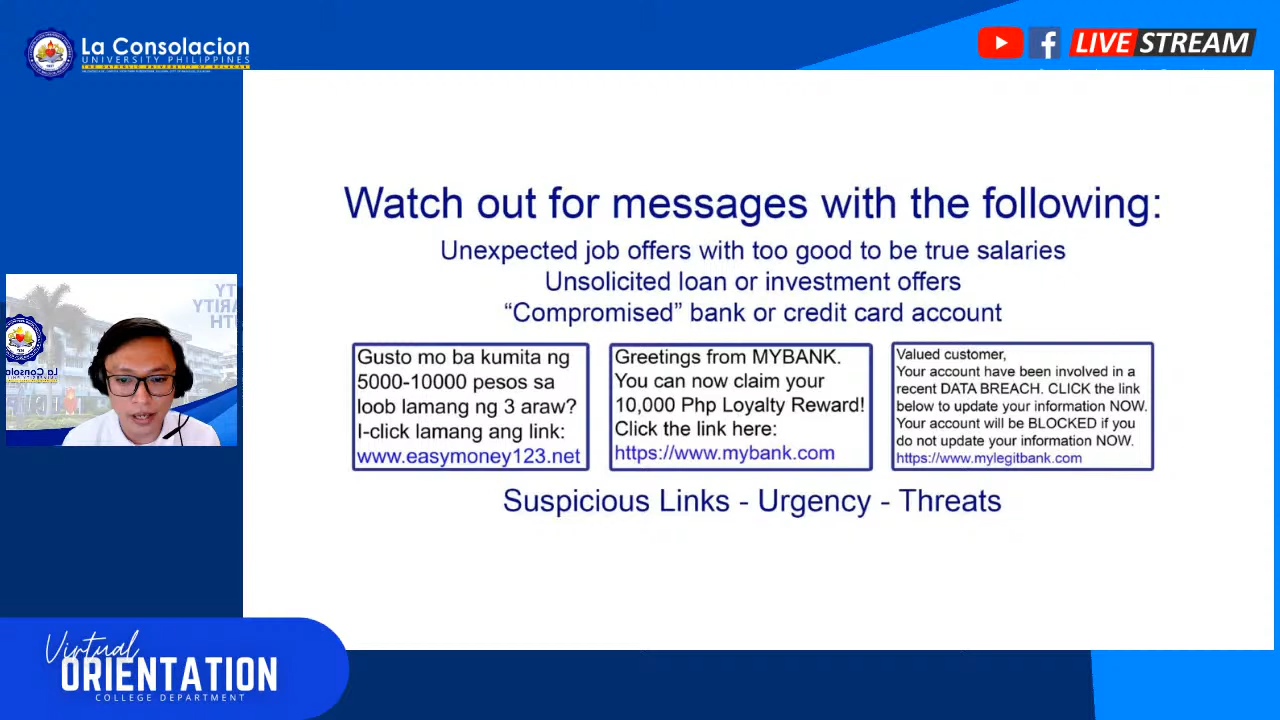 La Consolacion
UNIVERSITY PHILIPPINES
THE CATHOLIC UNIVERSITY OF BULACAN
LIVE STREAM
Watch out for messages with the following:
Unexpected job offers with too good to be true salaries
Unsolicited loan or investment offers
“Compromised” bank or credit card account
Gusto mo ba kumita ng
5000-10000 pesos sa
loob lamang ng 3 araw?
I-click lamang ang link:
www.easymoney123.net
Greetings from MYBANK.
You can now claim your
10,000 Php Loyalty Reward!
Click the link here:
https://www.mybank.com
Valued customer,
Your account have been involved in a
recent DATA BREACH. CLICK the link
below to update your information NOW.
Your account will be BLOCKED if you
do not update your information NOW.
https://www.mylegitbank.com
Suspicious Links - Urgency - Threats
Virtual
ORIENTATION
COLLEGE DEPARTMENT